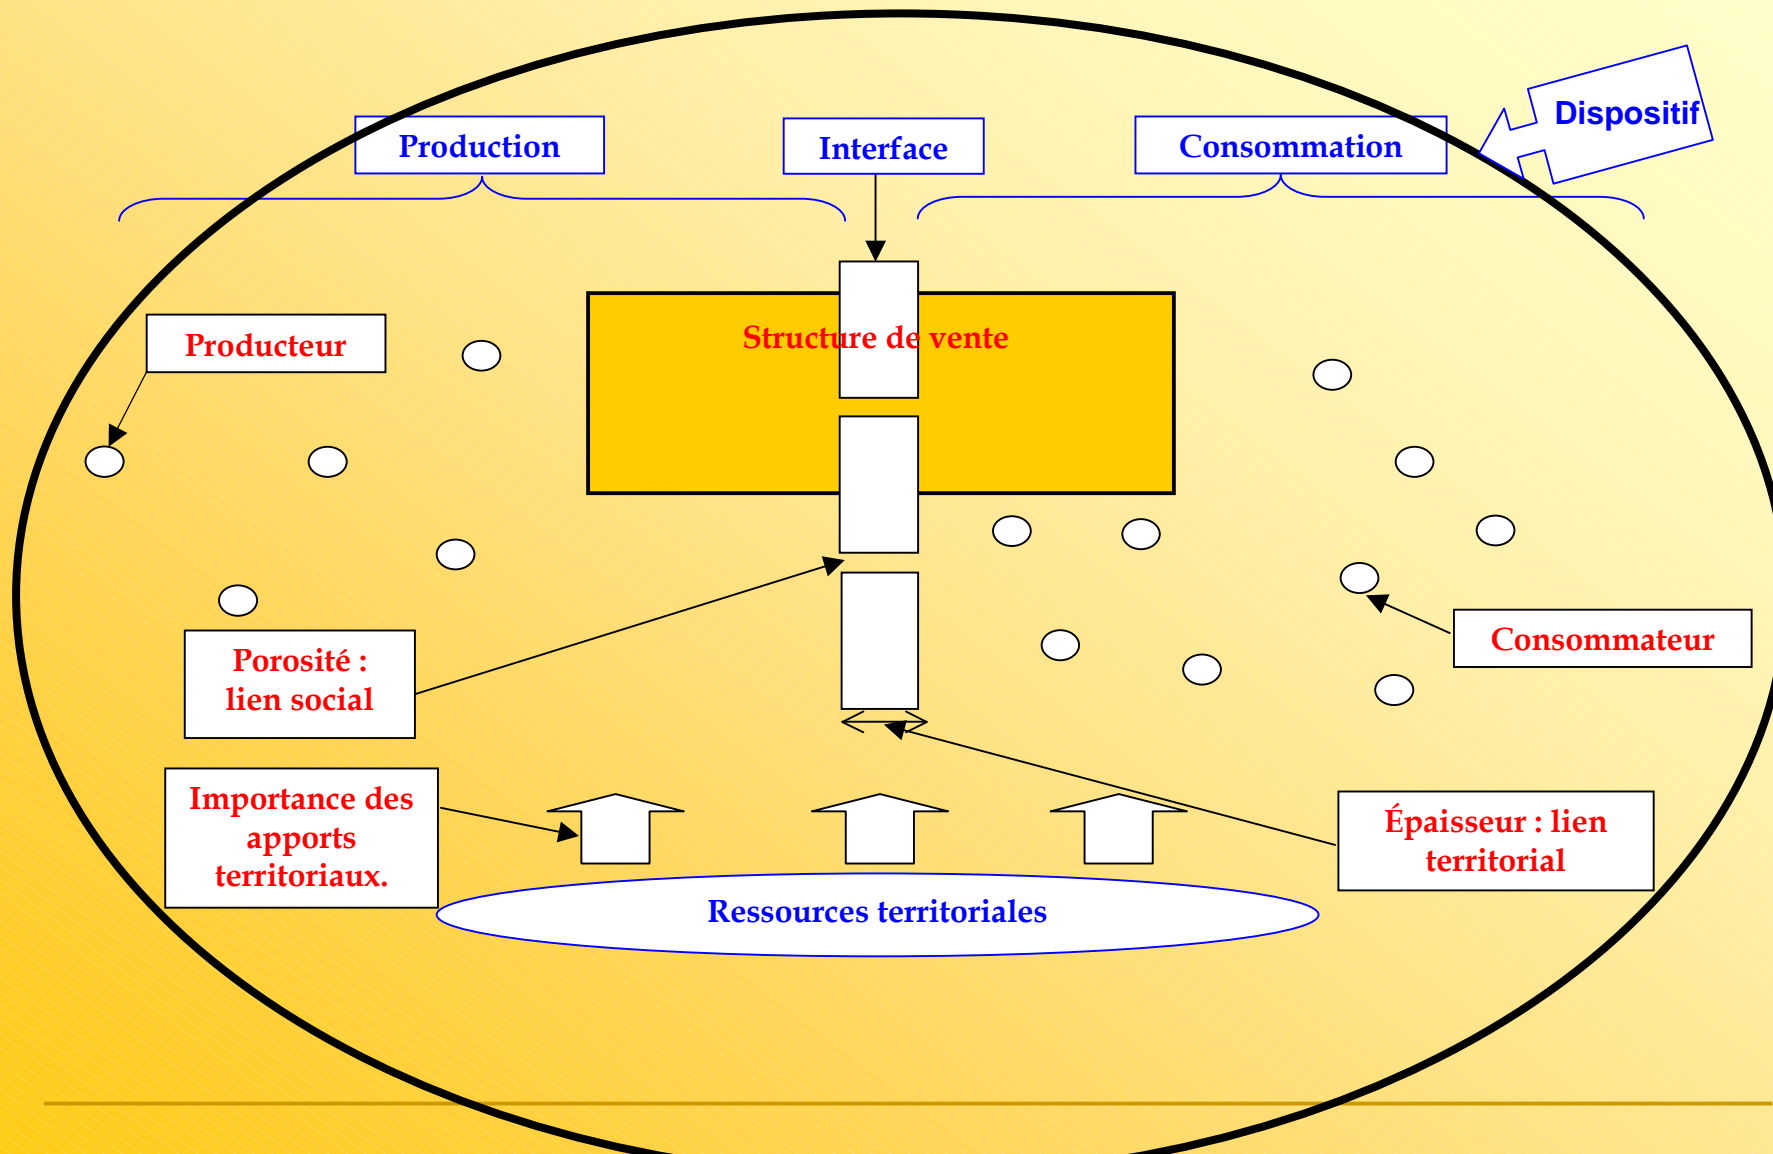 Dispositif
Production
Interface
Consommation
Structure de vente
Producteur
Porosité :
lien social
Consommateur
Importance des
apports
territoriaux.
Épaisseur : lien
territorial
Ressources territoriales